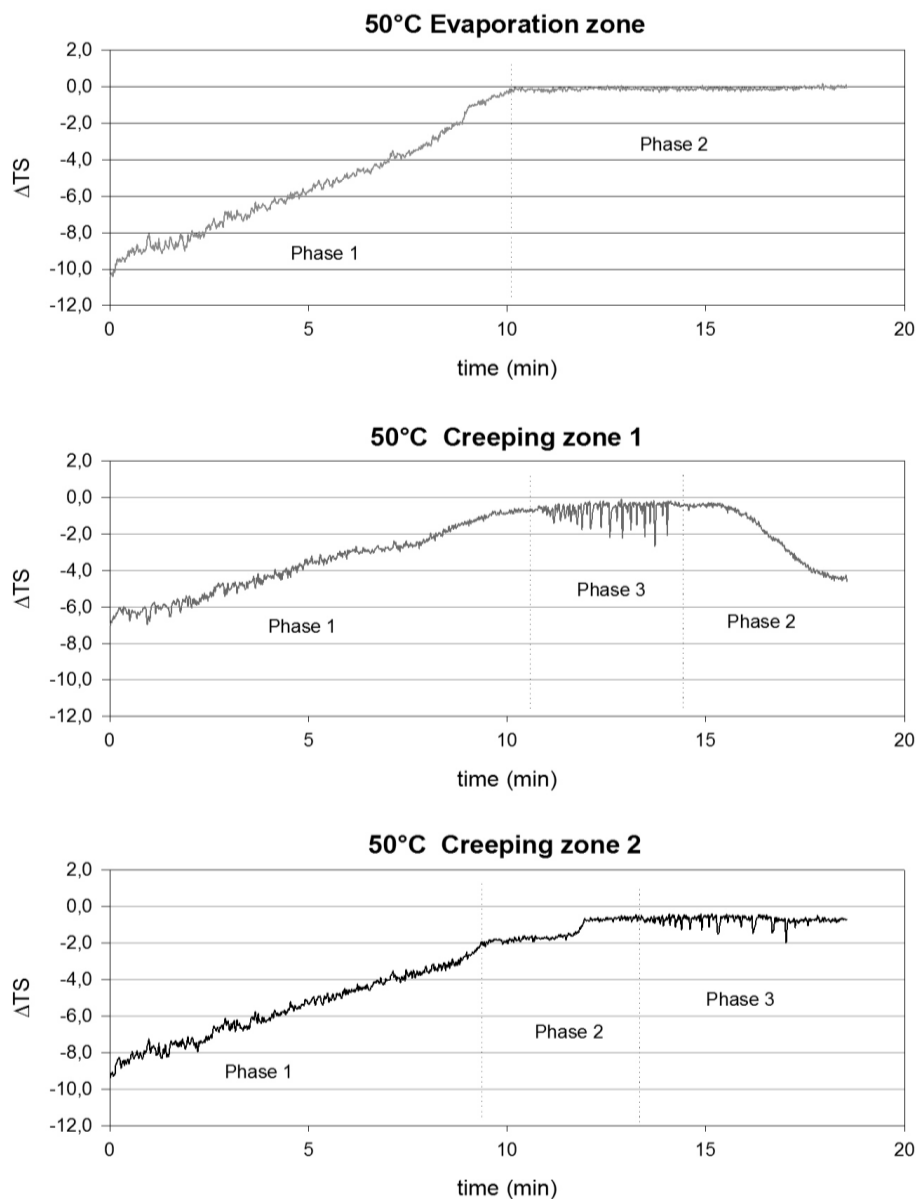 50°C Evaporation zone
2,0
0,0
-2,0
-4,0
-6,0
-8,0
-10,0
-12,0
ΔTS
Phase 2
Phase 1
0 5 10 15 20
time (min)
50°C Creeping zone 1
2,0
0,0
-2,0
-4,0
-6,0
-8,0
-10,0
-12,0
ΔTS
Phase 3
Phase 2
Phase 1
0 5 10 15 20
time (min)
50°C Creeping zone 2
2,0
0,0
-2,0
-4,0
-6,0
-8,0
-10,0
-12,0
ΔTS
Phase 3
Phase 2
Phase 1
0 5 10 15 20
time (min)